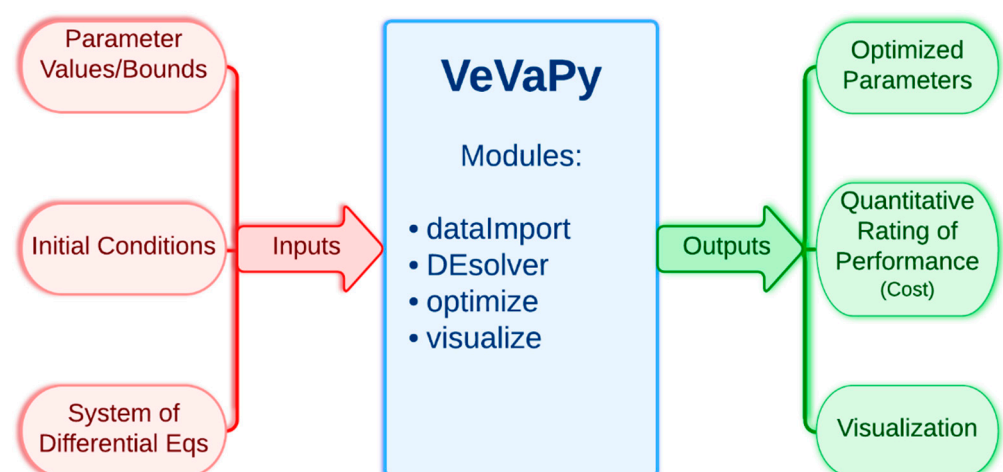 Parameter
Values/Bounds
Initial Conditions
System of
Differential Eqs
Inputs
VeVaPy
Modules:
• dataImport
• DEsolver
• optimize
• visualize
Outputs
Optimized
Parameters
Quantitative
Rating of
Performance
(Cost)
Visualization